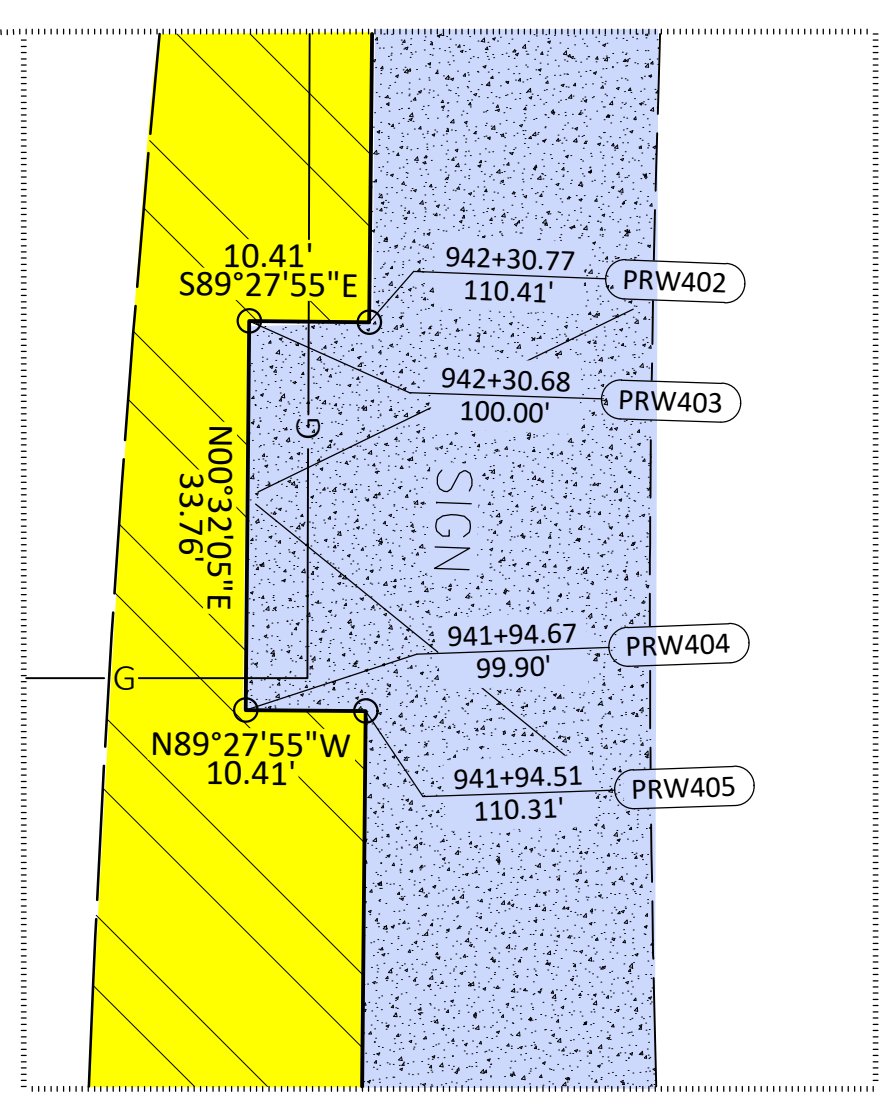 10.41'
S89°27'55"E
942+30.77
110.41'
PRW402
942+30.68
100.00'
PRW403
G
N00°32'05"E
33.76'
SIGN
941+94.67
99.90'
PRW404
G
N89°27'55"W
10.41'
941+94.51
110.31'
PRW405